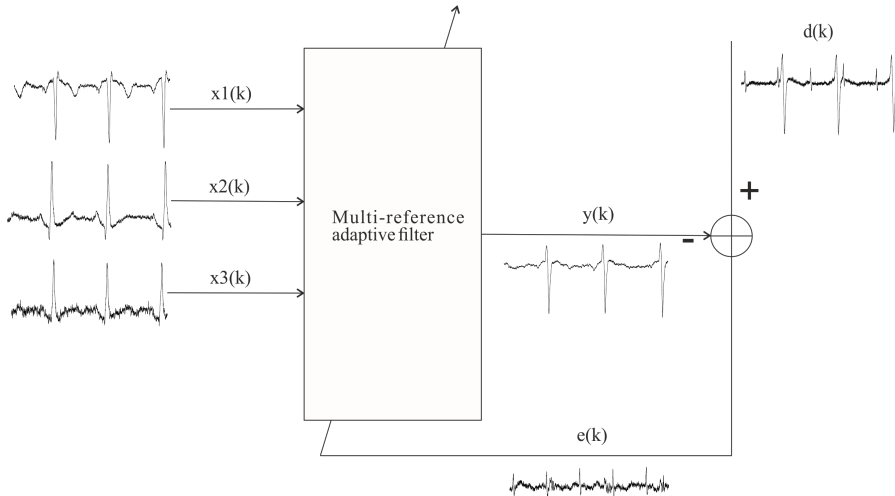 d(k)
x1(k)
+
x2(k)
Multi-reference
adaptive filter
y(k)
-
x3(k)
e(k)